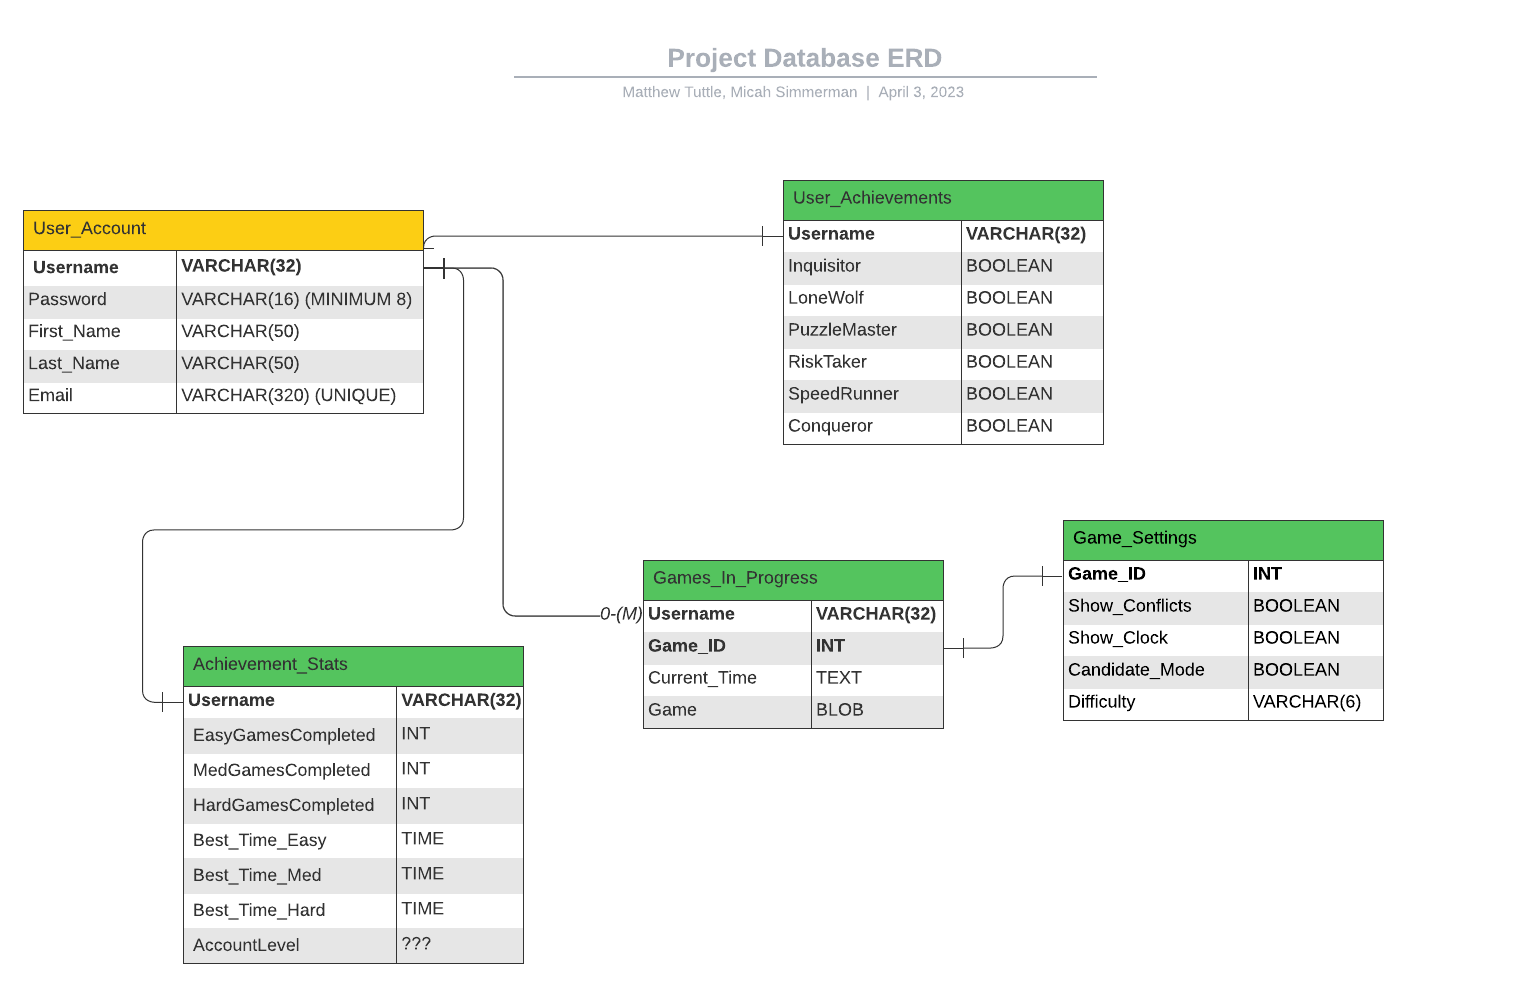 Project Database ERD
Matthew Tuttle, Micah Simmerman | April 3, 2023
User_Account
Username VARCHAR(32)
Password VARCHAR(16) (MINIMUM 8)
First_Name VARCHAR(50)
Last_Name VARCHAR(50)
Email VARCHAR(320) (UNIQUE)
User_Achievements
Username VARCHAR(32)
Inquisitor BOOLEAN
LoneWolf BOOLEAN
PuzzleMaster BOOLEAN
RiskTaker BOOLEAN
SpeedRunner BOOLEAN
Conqueror BOOLEAN
Game_Settings
Game_ID INT
Show_Conflicts BOOLEAN
Show_Clock BOOLEAN
Candidate_Mode BOOLEAN
Difficulty VARCHAR(6)
0-(M)
Games_In_Progress
Username VARCHAR(32)
Game_ID INT
Current_Time TEXT
Game BLOB
Achievement_Stats
Username VARCHAR(32)
EasyGamesCompleted INT
MedGamesCompleted INT
HardGamesCompleted INT
Best_Time_Easy TIME
Best_Time_Med TIME
Best_Time_Hard TIME
AccountLevel ???